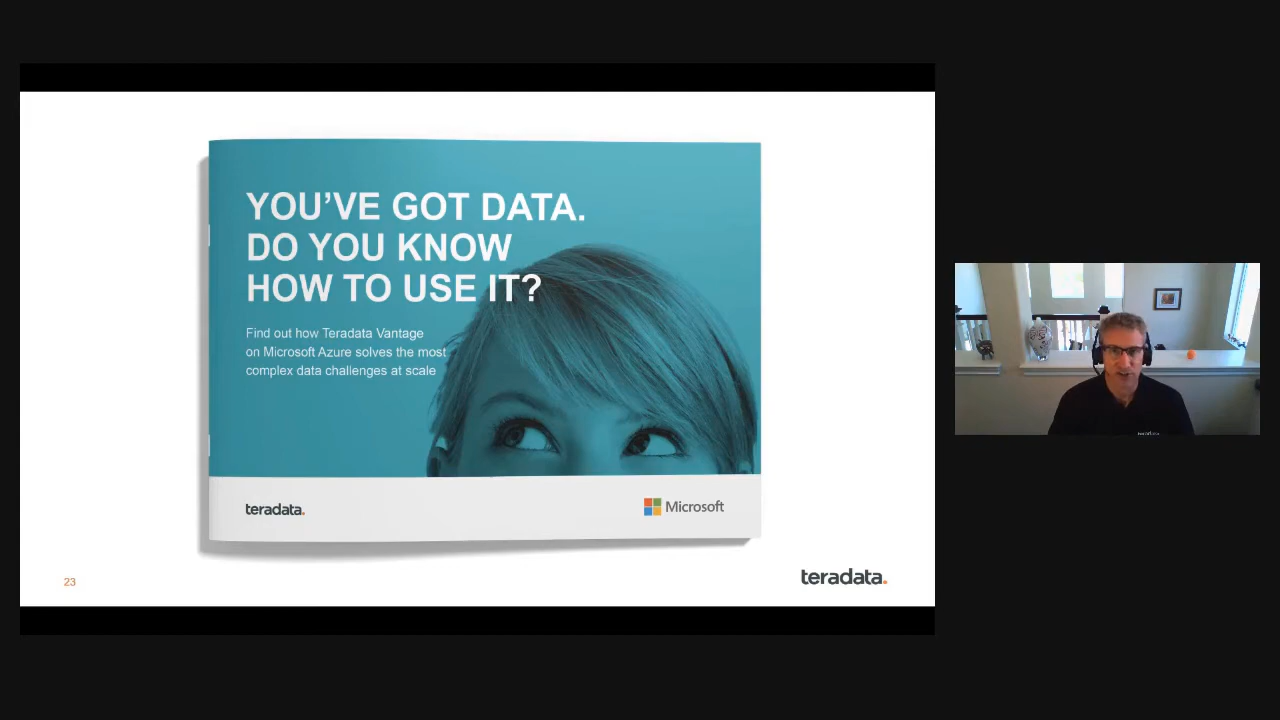 YOU’VE GOT DATA.
DO YOU KNOW
HOW TO USE IT?
Find out how Teradata Vantage
on Microsoft Azure solves the most
complex data challenges at scale
teradata.
Microsoft
23
teradata.